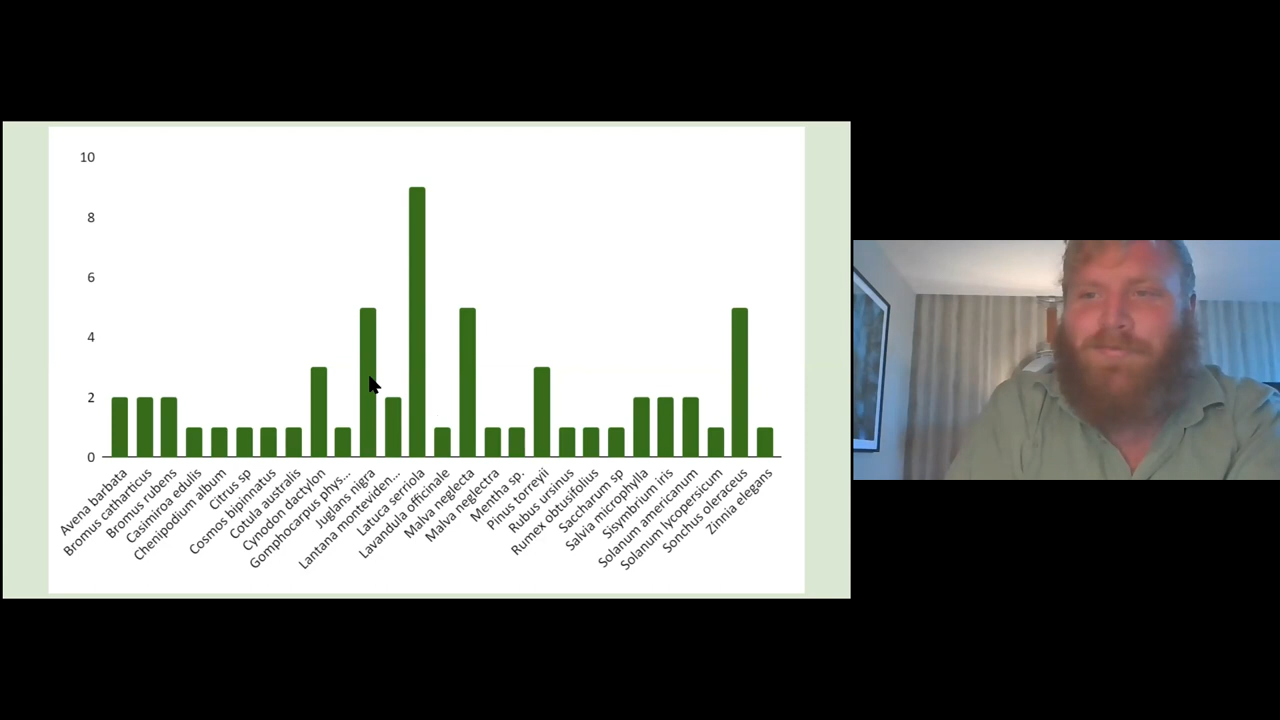 10
8
6
4
2
0
Avena barbata
Bromus catharticus
Bromus rubens
Casimiroa edulis
Chenipodium album
Citrus sp
Cosmos bipinnatus
Cotula australis
Cynodon dactylon
Gomphocarpus phys...
Juglans nigra
Lantana monteviden...
Latuca serriola
Lavandula officinale
Malva neglecta
Malva neglectra
Mentha sp.
Pinus torreyii
Rubus ursinus
Rumex obtusifolius
Saccharum sp
Salvia microphylla
Sisymbrium iris
Solanum americanum
Solanum lycopersicum
Sonchus oleraceus
Zinnia elegans